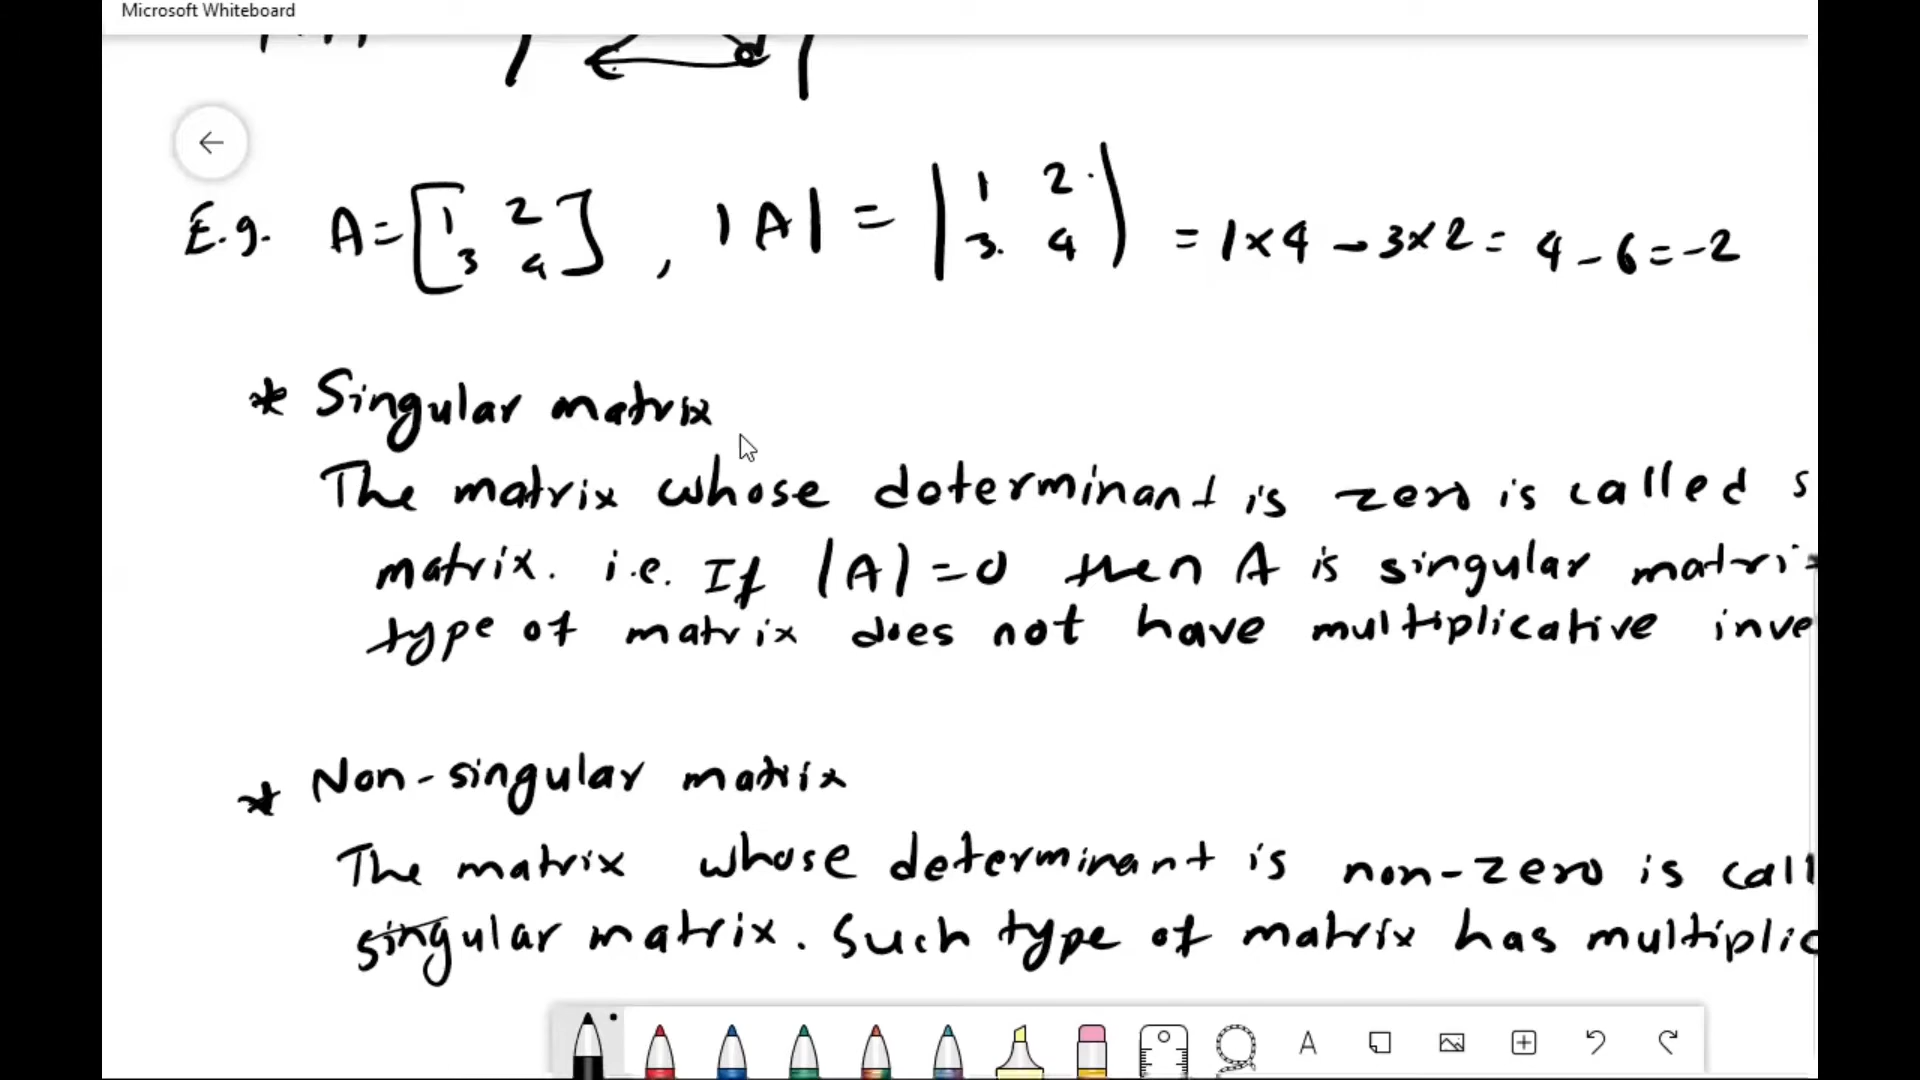 Microsoft Whiteboard
E.g. A = [1 2 3 4] , |A| = |1 2 3 4| = 1×4 - 3×2 = 4 - 6 = -2
* Singular matrix
The matrix whose determinant is zero is called s
matrix. i.e. If |A| = 0 then A is singular matri
type of matrix does not have multiplicative inve
* Non-singular matrix
The matrix whose determinant is non-zero is call
singular matrix. Such type of matrix has multiplic
A